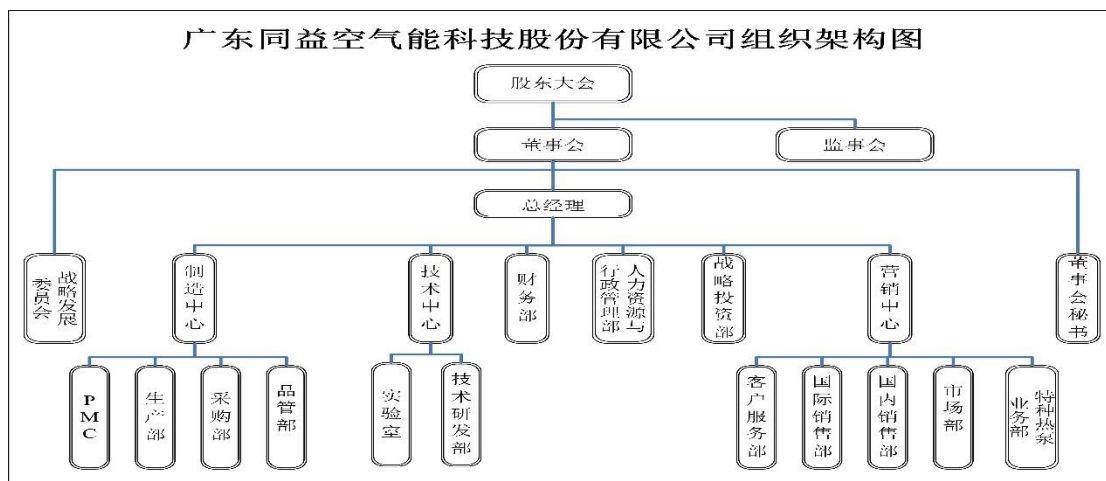 广东同益空气能科技股份有限公司组织架构图
股东大会
董事会
监事会
总经理
战略发展
委员会
制造中心
技术中心
财务部
人力资源与
行政管理部
战略投资部
营销中心
董事会秘书
PMC
生产部
采购部
品管部
实验室
技术研发部
客户服务部
国际销售部
国内销售部
市场部
特种热泵
业务部